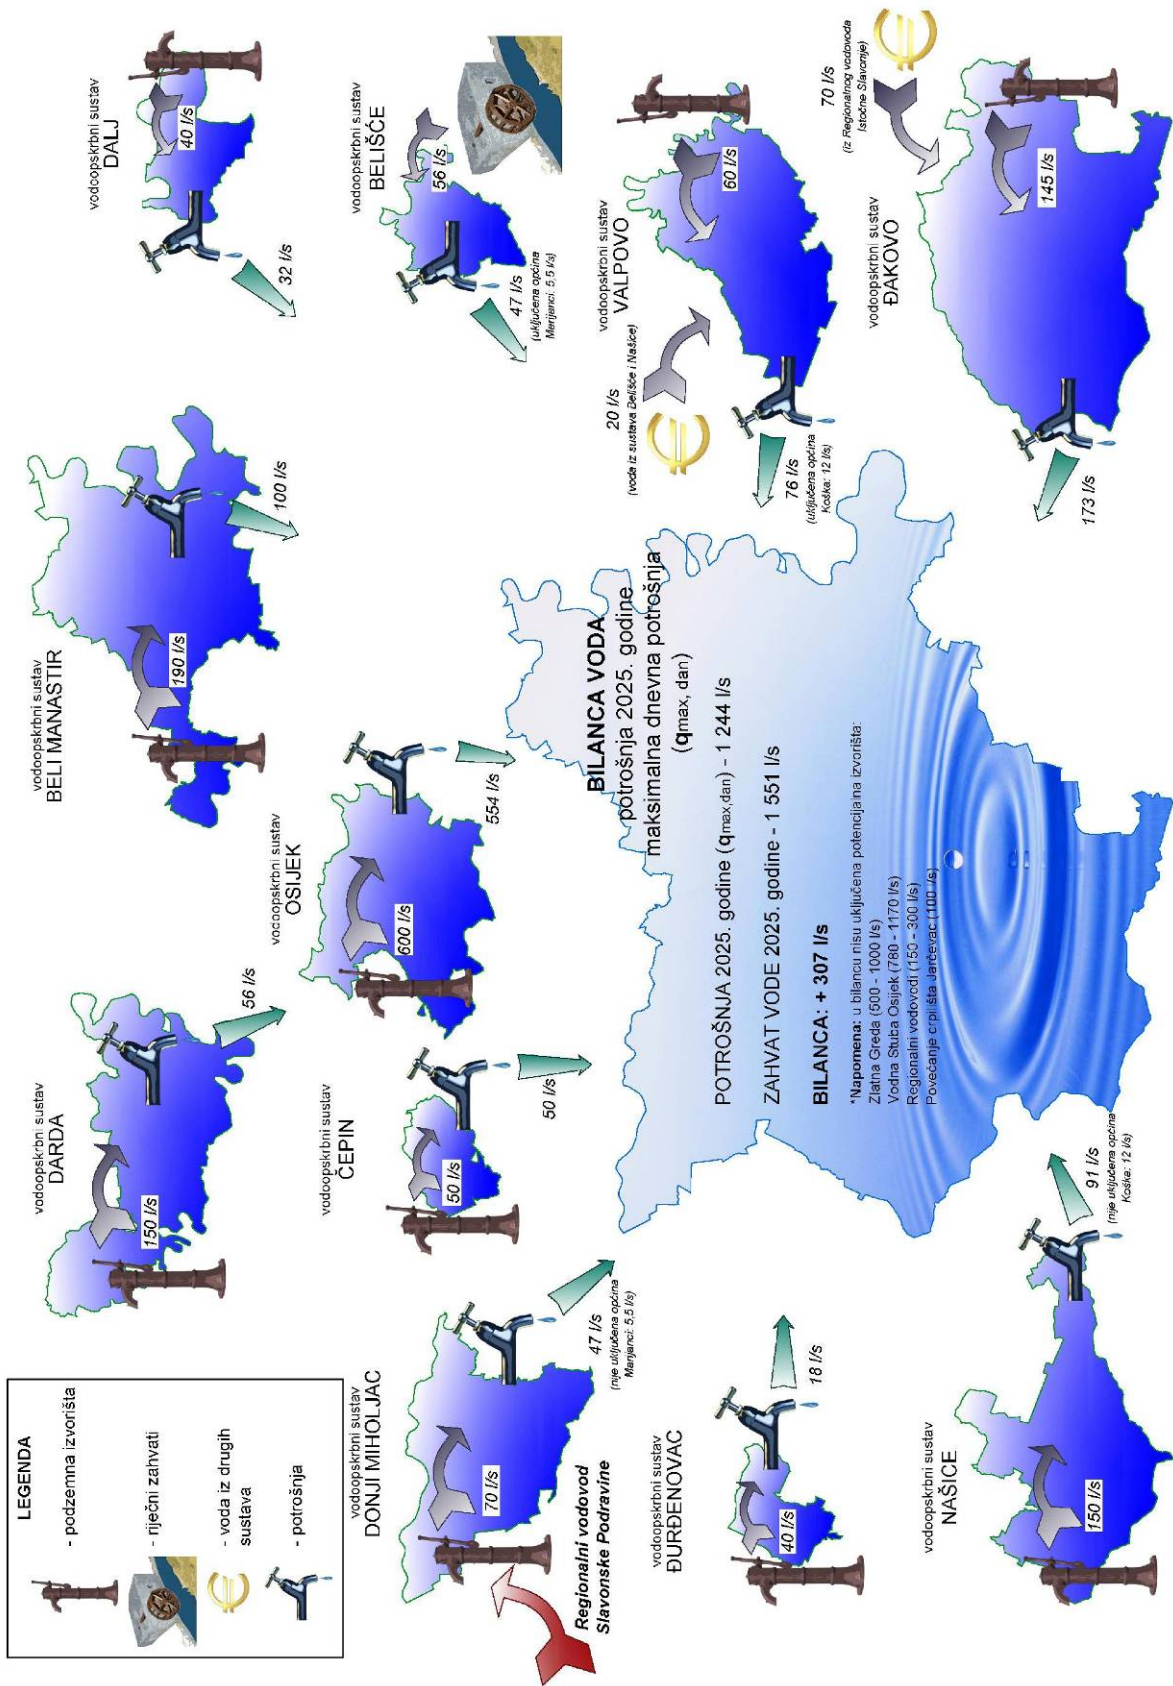 LEGENDA
- podzemna izvorišta
- riječni zahvati
- voda iz drugih
sustava
- potrošnja
vodoopskrbni sustav
DARDA
150 l/s
56 l/s
vodoopskrbni sustav
BELI MANASTIR
190 l/s
100 l/s
vodoopskrbni sustav
DALJ
40 l/s
32 l/s
vodoopskrbni sustav
DONJI MIHOLJAC
70 l/s
47 l/s
(nije uključena općina
Marijanci: 5,5 l/s)
Regionalni vodovod
Slavonske Podravine
vodoopskrbni sustav
ČEPIN
50 l/s
50 l/s
vodoopskrbni sustav
OSIJEK
600 l/s
554 l/s
vodoopskrbni sustav
BELIŠĆE
56 l/s
47 l/s
(uključena općina
Marijanci: 5,5 l/s)
vodoopskrbni sustav
ĐURĐENOVAC
40 l/s
18 l/s
BILANCA VODA
potrošnja 2025. godine
maksimalna dnevna potrošnja
(qmax, dan)
POTROŠNJA 2025. godine (qmax,dan) - 1 244 l/s
ZAHVAT VODE 2025. godine - 1 551 l/s
BILANCA: + 307 l/s
*Napomena: u bilancu nisu uključena potencijalna izvorišta:
Zlatna Greda (500 - 1000 l/s)
Vodna Stuba Osijek (780 - 1170 l/s)
Regionalni vodovodi (150 - 300 l/s)
Povećanje crpilišta Jarčevac (100 l/s)
vodoopskrbni sustav
VALPOVO
60 l/s
20 l/s
(voda iz sustava Belišće i Našice)
76 l/s
(uključena općina
Koška: 12 l/s)
vodoopskrbni sustav
NAŠICE
150 l/s
91 l/s
(nije uključena općina
Koška: 12 l/s)
vodoopskrbni sustav
ĐAKOVO
70 l/s
(iz Regionalnog vodovoda
Istočne Slavonije)
145 l/s
173 l/s